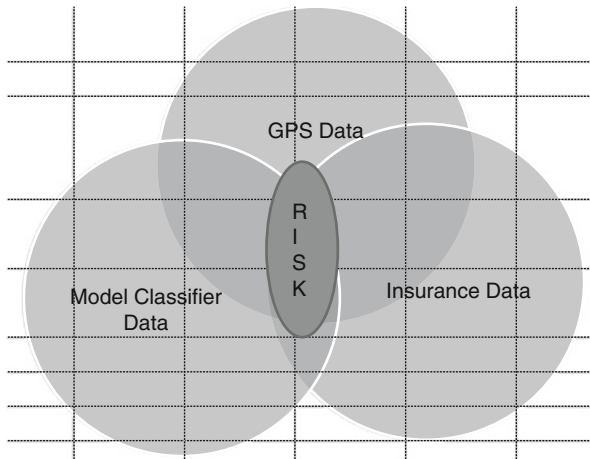 GPS Data
R
I
S
K
Model Classifier
Data
Insurance Data